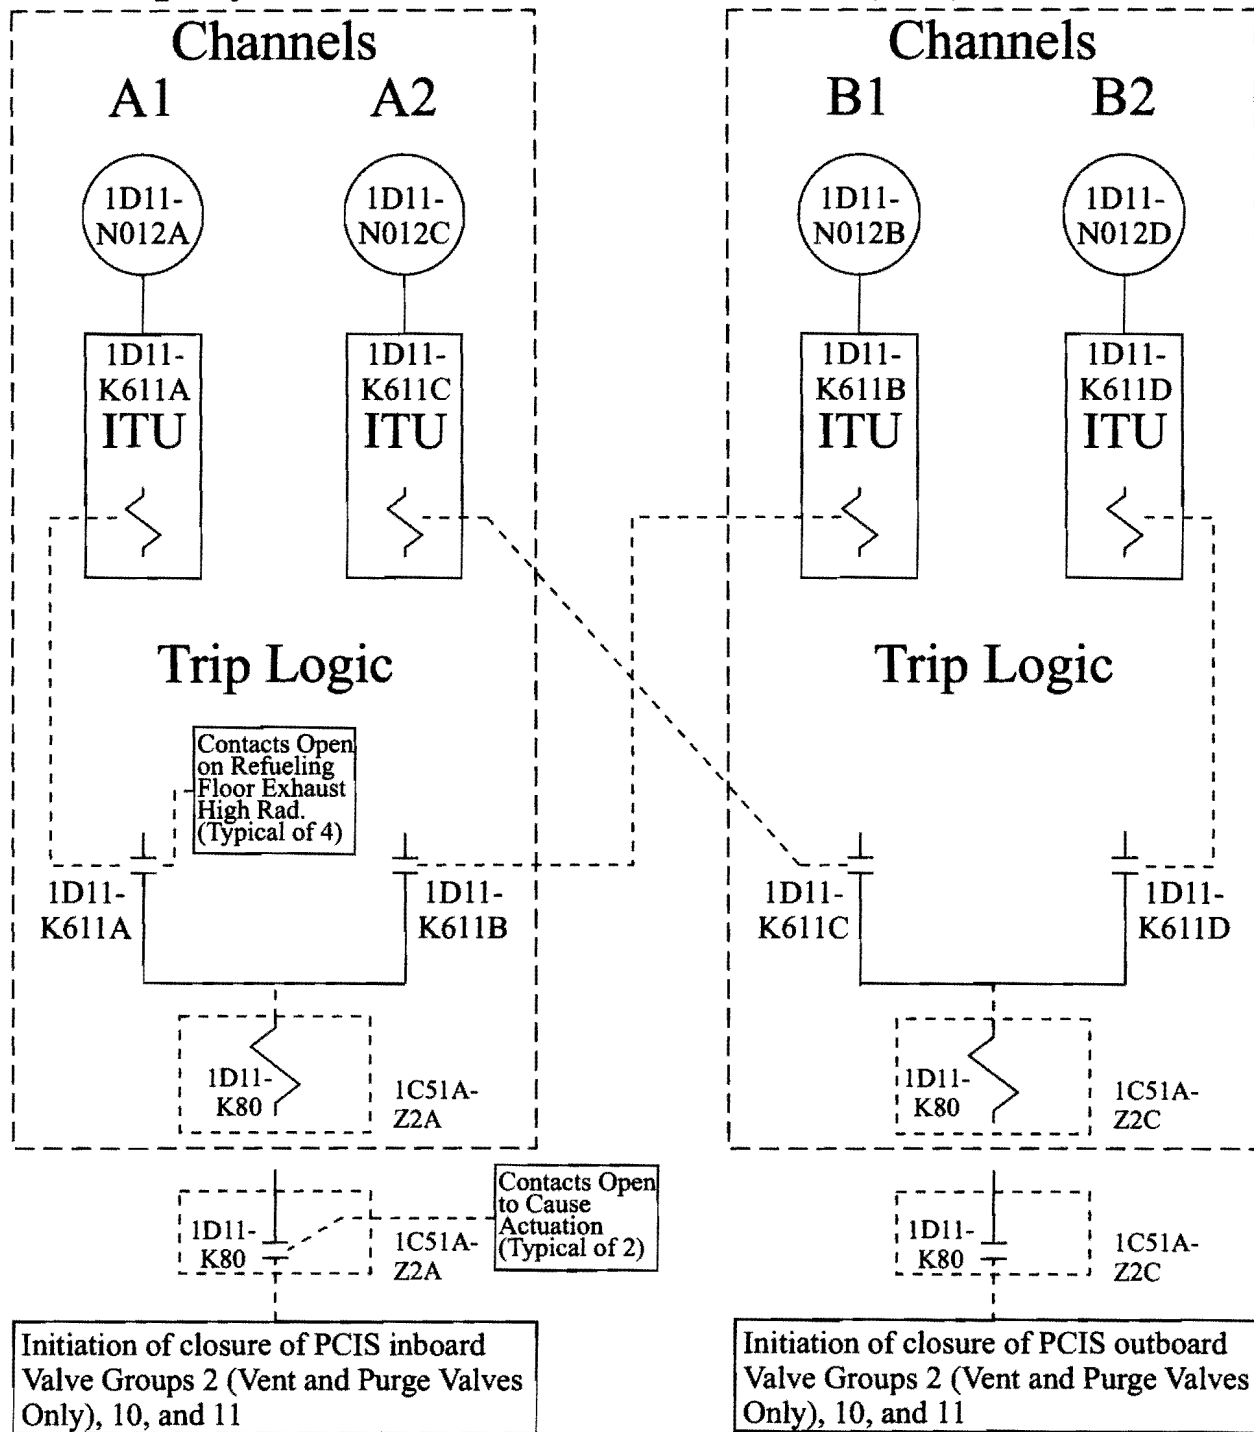 Channels
A1
A2
1D11-
N012A
1D11-
N012C
1D11-
K611A
ITU
1D11-
K611C
ITU
Trip Logic
Contacts Open
on Refueling
Floor Exhaust
High Rad.
(Typical of 4)
1D11-
K611A
1D11-
K611B
1D11-
K80
1C51A-
Z2A
1D11-
K80
1C51A-
Z2A
Contacts Open
to Cause
Actuation
(Typical of 2)
Initiation of closure of PCIS inboard
Valve Groups 2 (Vent and Purge Valves
Only), 10, and 11
Channels
B1
B2
1D11-
N012B
1D11-
N012D
1D11-
K611B
ITU
1D11-
K611D
ITU
Trip Logic
1D11-
K611C
1D11-
K611D
1D11-
K80
1C51A-
Z2C
1D11-
K80
1C51A-
Z2C
Initiation of closure of PCIS outboard
Valve Groups 2 (Vent and Purge Valves
Only), 10, and 11